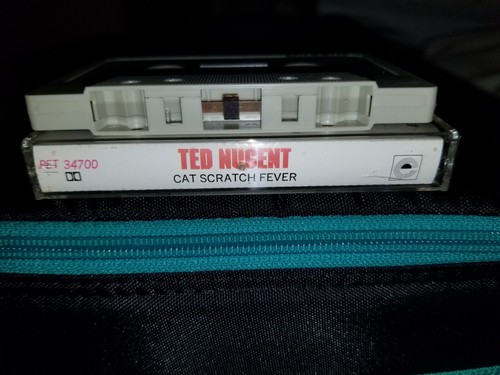 TED NUGENT
PET 34700
CAT SCRATCH FEVER